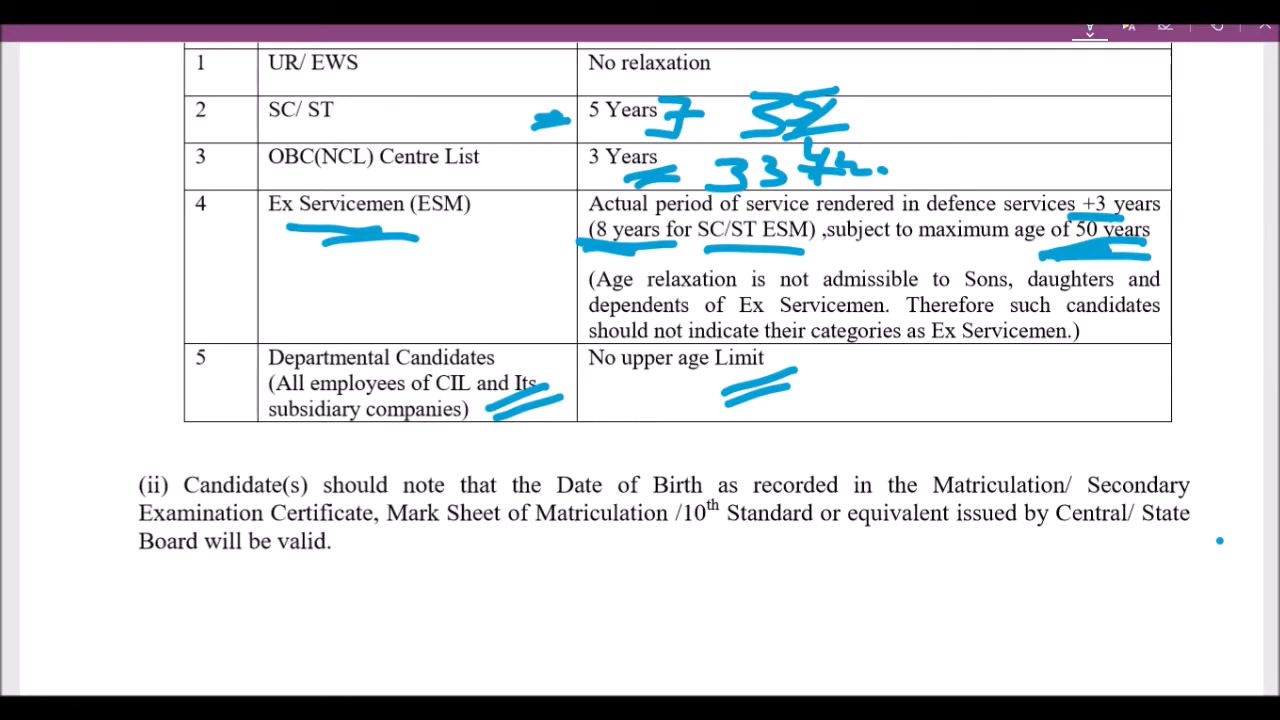 1 UR/ EWS No relaxation
2 SC/ ST 5 Years
3 OBC(NCL) Centre List 3 Years 33
4 Ex Servicemen (ESM) Actual period of service rendered in defence services +3 years
(8 years for SC/ST ESM) ,subject to maximum age of 50 years
(Age relaxation is not admissible to Sons, daughters and
dependents of Ex Servicemen. Therefore such candidates
should not indicate their categories as Ex Servicemen.)
5 Departmental Candidates No upper age Limit
(All employees of CIL and Its
subsidiary companies)
(ii) Candidate(s) should note that the Date of Birth as recorded in the Matriculation/ Secondary
Examination Certificate, Mark Sheet of Matriculation /10th Standard or equivalent issued by Central/ State
Board will be valid.